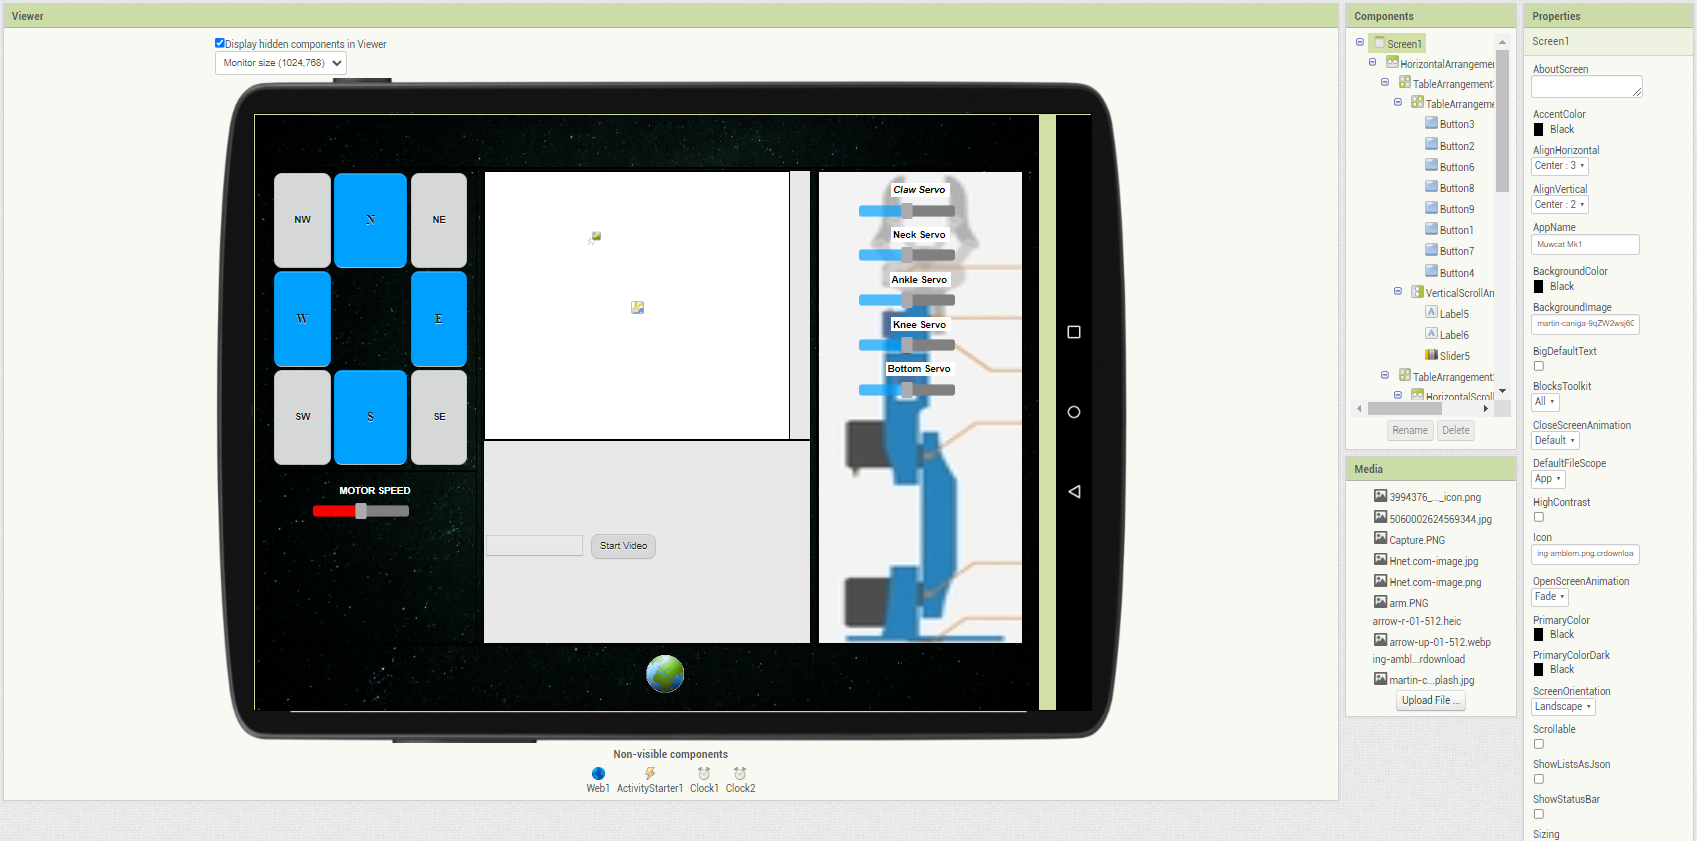 Viewer
Display hidden components in Viewer
Monitor size (1024,768)
NW
N
NE
W
E
SW
S
SE
MOTOR SPEED
Start Video
Claw Servo
Neck Servo
Ankle Servo
Knee Servo
Bottom Servo
Non-visible components
Web1
ActivityStarter1
Clock1
Clock2
Components
Screen1
HorizontalArrangemer
TableArrangement
TableArrangeme
Button3
Button2
Button6
Button8
Button9
Button1
Button7
Button4
VerticalScrollArr
Label5
Label6
Slider5
TableArrangement
HorizontalScroll
Rename
Delete
Media
3994376_..._icon.png
5060002624569344.jpg
Capture.PNG
Hnet.com-image.jpg
Hnet.com-image.png
arm.PNG
arrow-r-01-512.heic
arrow-up-01-512.webp
ing-ambl...rdownload
martin-c...plash.jpg
Upload File ...
Properties
Screen1
AboutScreen
AccentColor
Black
AlignHorizontal
Center : 3
AlignVertical
Center : 2
AppName
Muwcat Mk1
BackgroundColor
Black
BackgroundImage
martin-caniga-9qZW2wsj6C
BigDefaultText
BlocksToolkit
All
CloseScreenAnimation
Default
DefaultFileScope
App
HighContrast
Icon
ing-amblem.png.crdownloa
OpenScreenAnimation
Fade
PrimaryColor
Black
PrimaryColorDark
Black
ScreenOrientation
Landscape
Scrollable
ShowListsAsJson
ShowStatusBar
Sizing